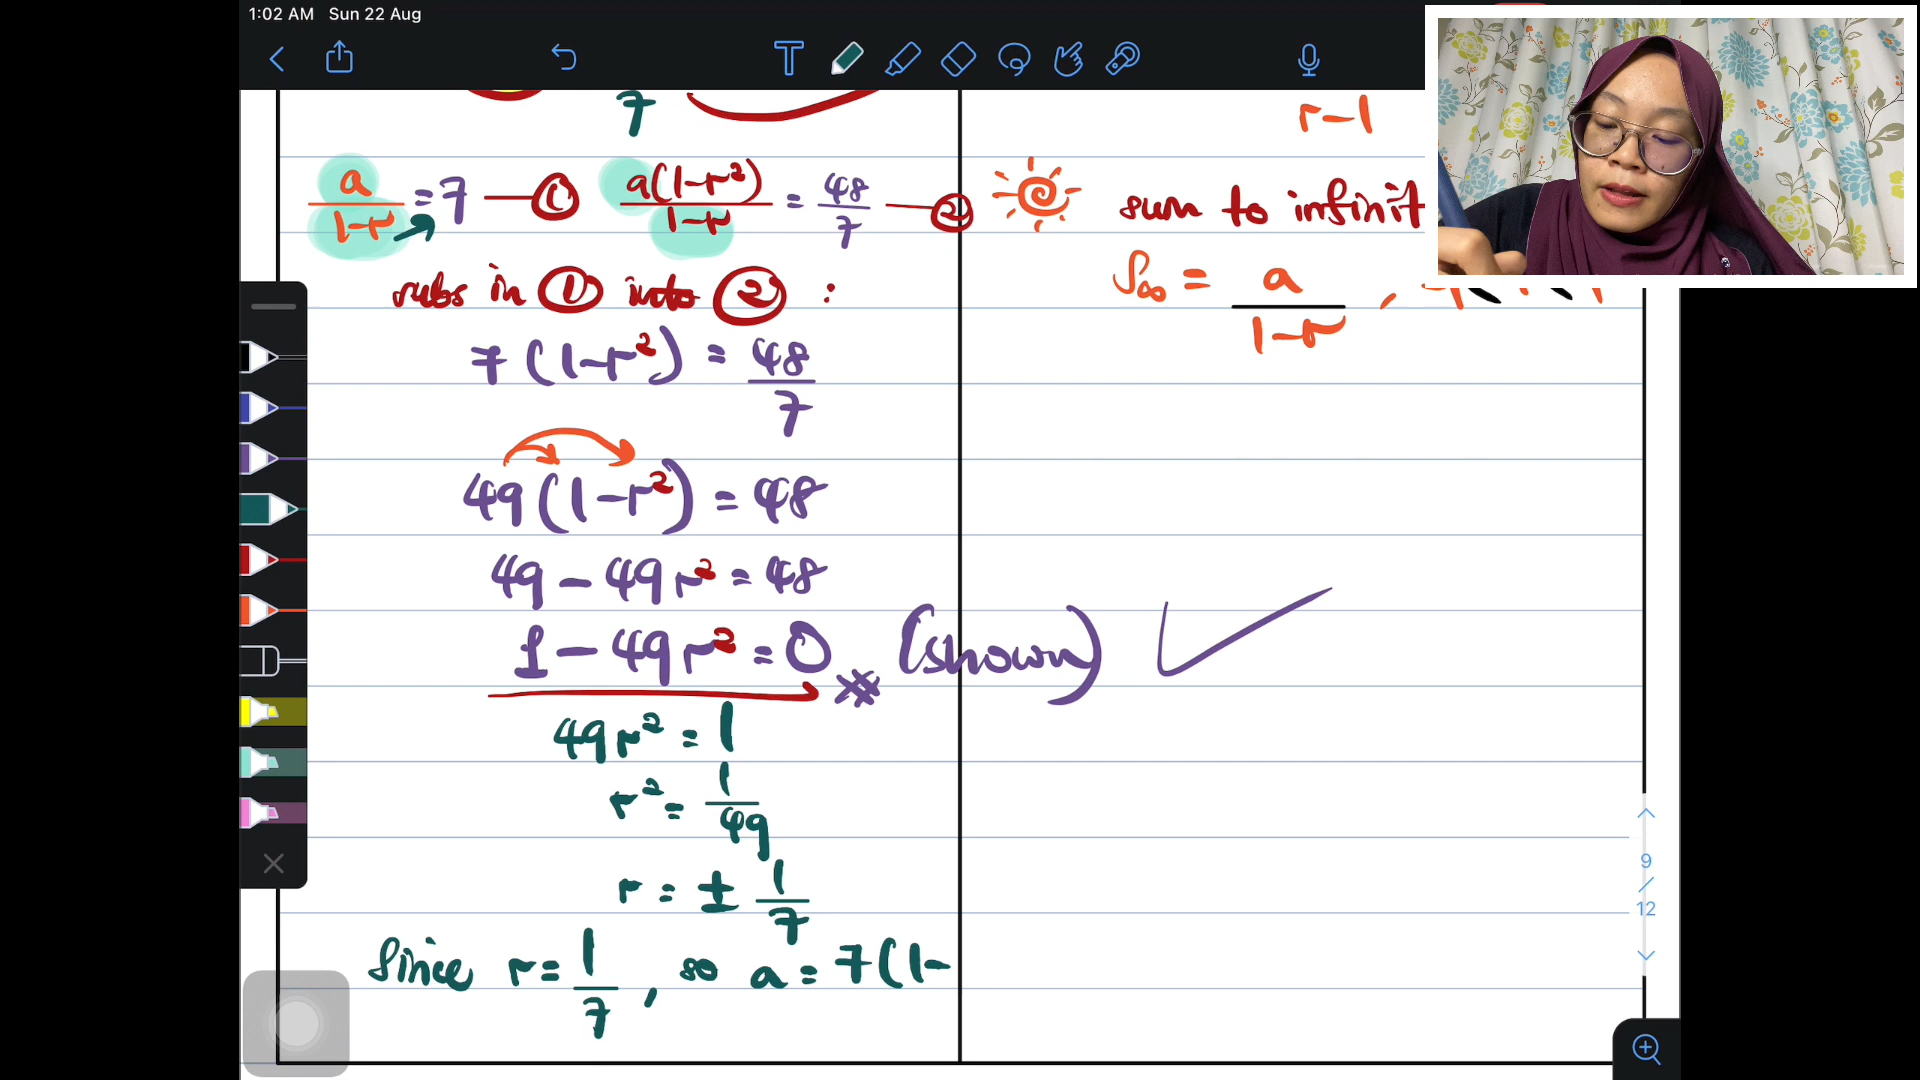 1:02 AM Sun 22 Aug
T
7
a/1-r = 7 — ① a(1-r²)/1-r = 48/7 — ②
subs in ① into ② :
7(1-r²) = 48/7
49(1-r²) = 48
49 - 49r² = 48
1 - 49r² = 0 (shown)
49r² = 1
r² = 1/49
r = ± 1/7
Since r = 1/7, so a = 7(1-
r-1
sum to infinit
S∞ = a/1-r ,
9
/
12